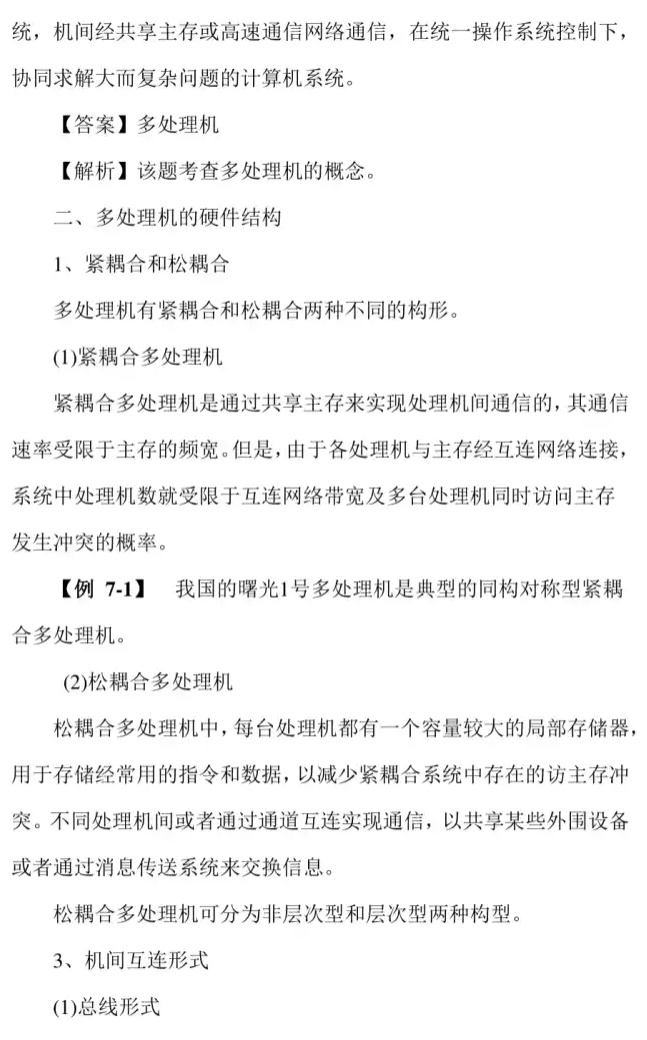 统，机间经共享主存或高速通信网络通信，在统一操作系统控制下，
协同求解大而复杂问题的计算机系统。
【答案】多处理机
【解析】该题考查多处理机的概念。
二、多处理机的硬件结构
1、紧耦合和松耦合
多处理机有紧耦合和松耦合两种不同的构形。
(1)紧耦合多处理机
紧耦合多处理机是通过共享主存来实现处理机间通信的，其通信
速率受限于主存的频宽。但是，由于各处理机与主存经互连网络连接，
系统中处理机数就受限于互连网络带宽及多台处理机同时访问主存
发生冲突的概率。
【例 7-1】 我国的曙光1号多处理机是典型的同构对称型紧耦
合多处理机。
(2)松耦合多处理机
松耦合多处理机中，每台处理机都有一个容量较大的局部存储器，
用于存储经常用的指令和数据，以减少紧耦合系统中存在的访主存冲
突。不同处理机间或者通过通道互连实现通信，以共享某些外围设备
或者通过消息传送系统来交换信息。
松耦合多处理机可分为非层次型和层次型两种构型。
3、机间互连形式
(1)总线形式